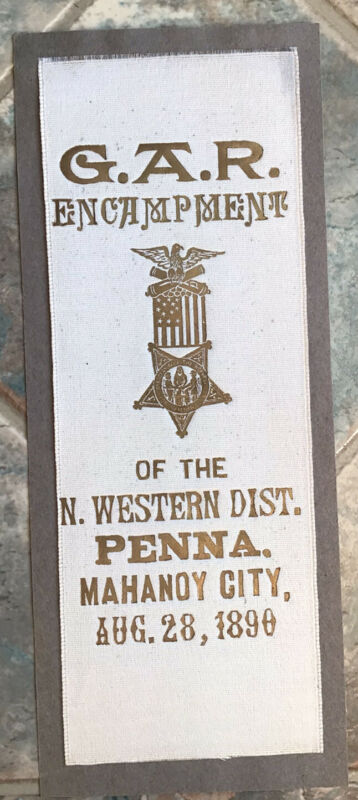 G.A.R.
ENCAMPMENT
OF THE
N. WESTERN DIST.
PENNA.
MAHANOY CITY,
AUG. 28, 1890